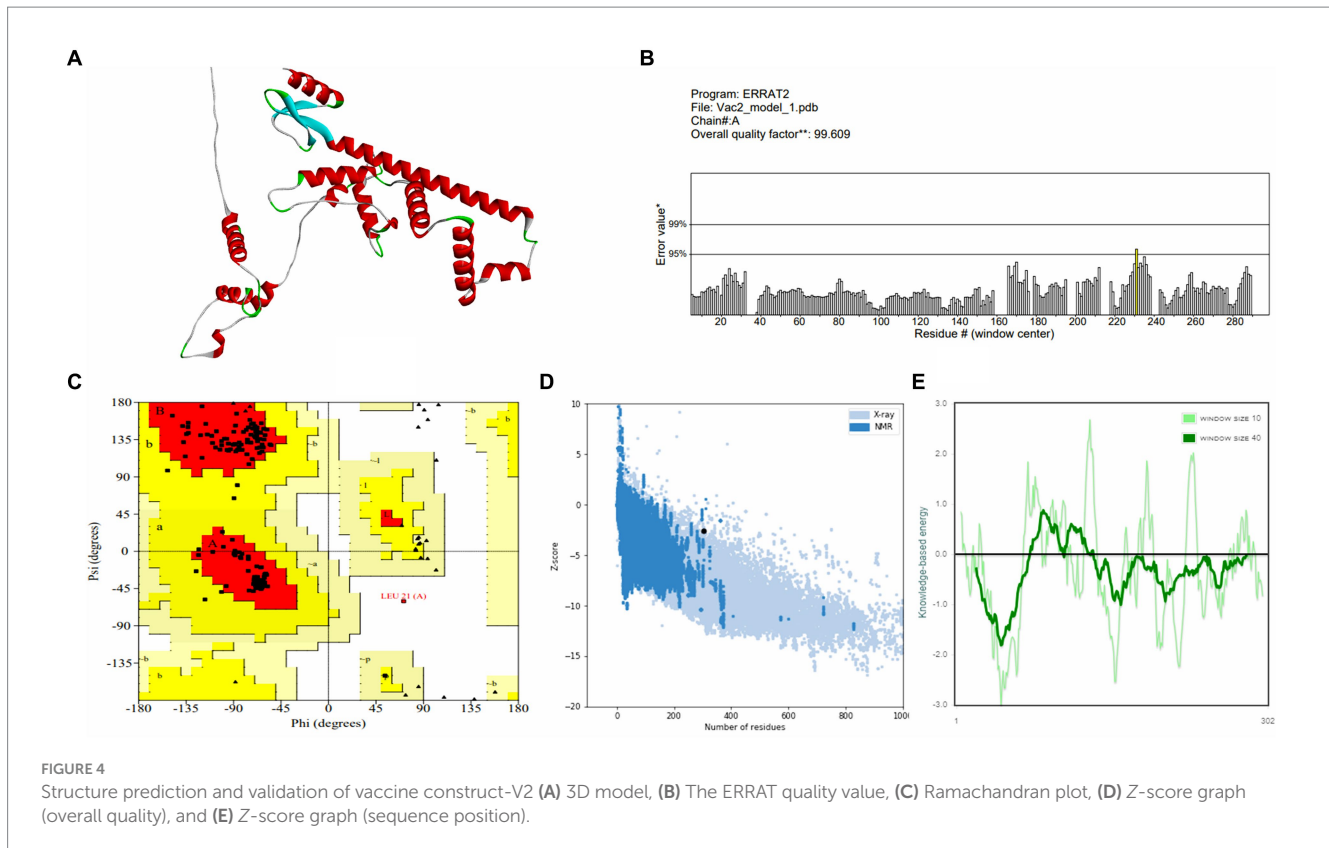 A
B
Program: ERRAT2
File: Vac2_model_1.pdb
Chain#:A
Overall quality factor**: 99.609
Error value*
99%
95%
20 40 60 80 100 120 140 160 180 200 220 240 260 280
Residue # (window center)
C
180
135
90
45
0
-45
-90
-135
Psi (degrees)
B
b
a
A
~a
~b
~b
b
~l
l
L
LEU 21 (A)
~p
p
~b
b
~b
~b
-180 -135 -90 -45 0 45 90 135 180
Phi (degrees)
D
10
5
0
−5
−10
−15
−20
Z-score
X-ray
NMR
0 200 400 600 800 1000
Number of residues
E
3.0
2.0
1.0
0.0
-1.0
-2.0
-3.0
Knowledge-based energy
WINDOW SIZE 10
WINDOW SIZE 40
1 302
FIGURE 4
Structure prediction and validation of vaccine construct-V2 (A) 3D model, (B) The ERRAT quality value, (C) Ramachandran plot, (D) Z-score graph
(overall quality), and (E) Z-score graph (sequence position).